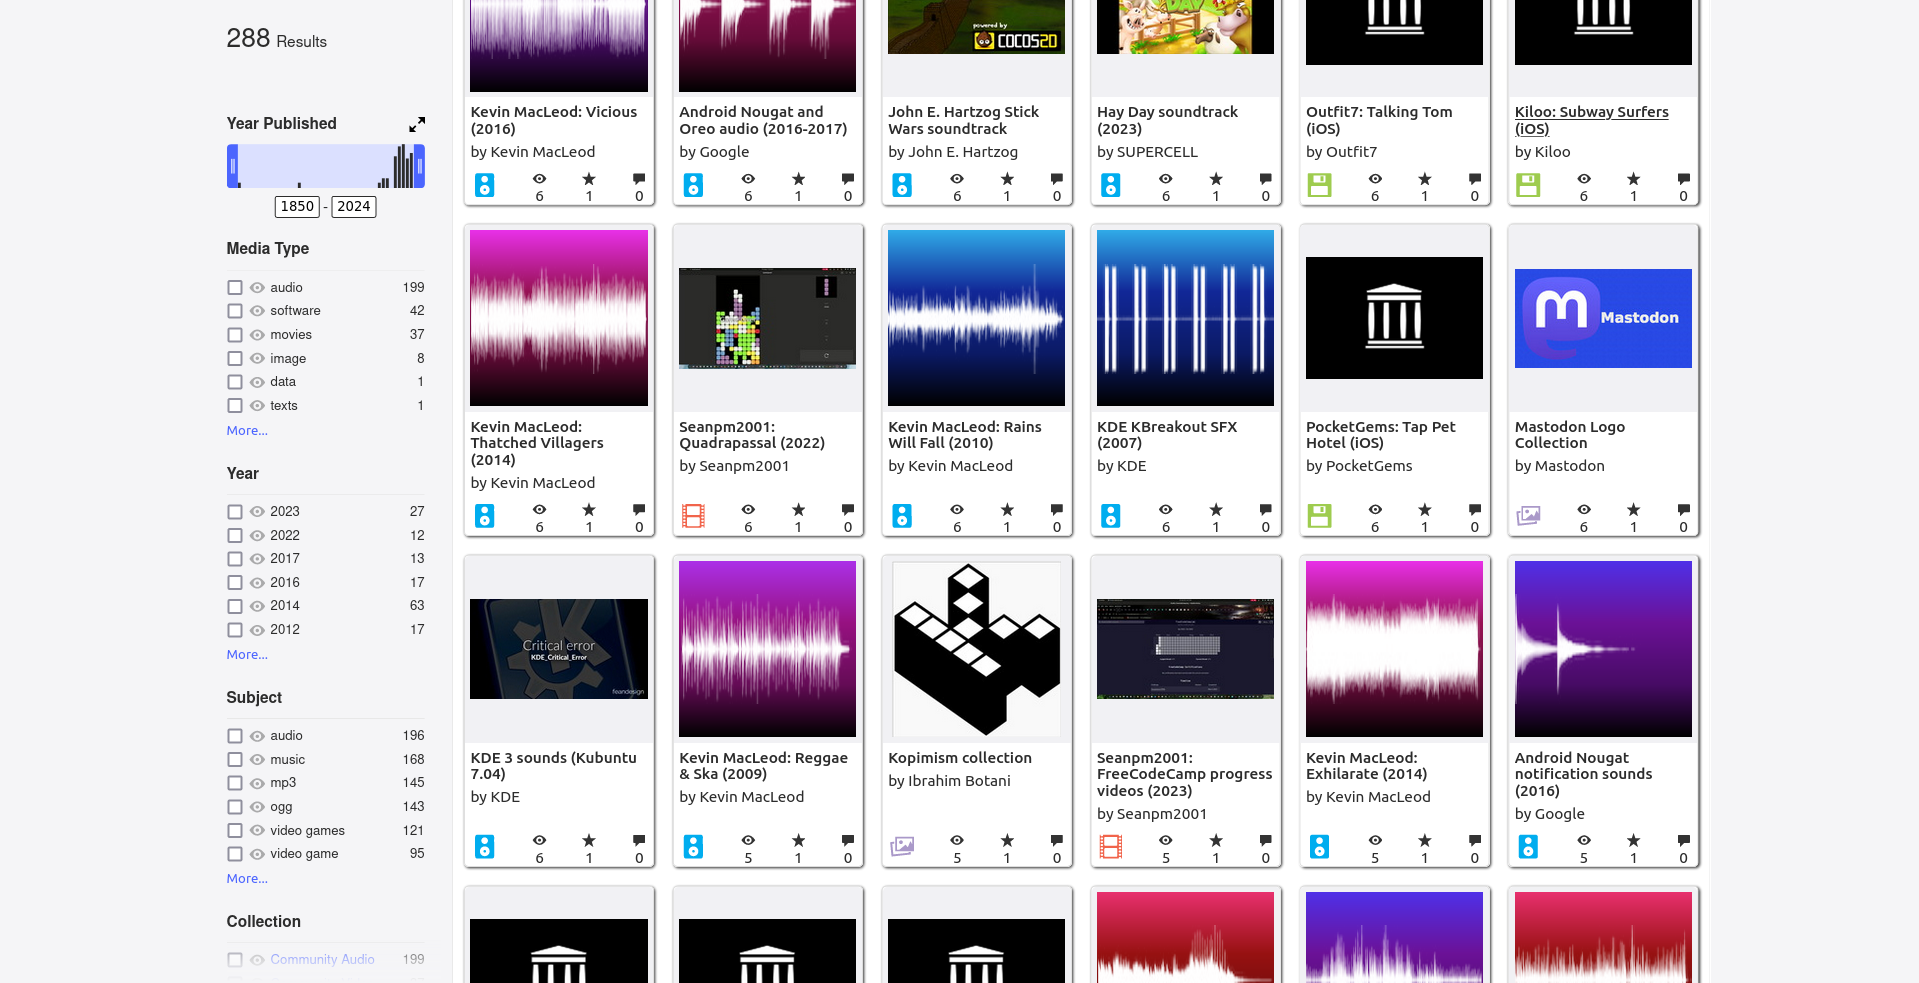 288 Results
Year Published
1850 - 2024
Media Type
audio 199
software 42
movies 37
image 8
data 1
texts 1
More...
Year
2023 27
2022 12
2017 13
2016 17
2014 63
2012 17
More...
Subject
audio 196
music 168
mp3 145
ogg 143
video games 121
video game 95
More...
Collection
Community Audio 199
Kevin MacLeod: Vicious
(2016)
by Kevin MacLeod
6 1 0
Android Nougat and
Oreo audio (2016-2017)
by Google
6 1 0
powered by
COCOS2D
John E. Hartzog Stick
Wars soundtrack
by John E. Hartzog
6 1 0
DAY
Hay Day soundtrack
(2023)
by SUPERCELL
6 1 0
Outfit7: Talking Tom
(iOS)
by Outfit7
6 1 0
Kiloo: Subway Surfers
(iOS)
by Kiloo
6 1 0
Kevin MacLeod:
Thatched Villagers
(2014)
by Kevin MacLeod
6 1 0
Seanpm2001:
Quadrapassal (2022)
by Seanpm2001
6 1 0
Kevin MacLeod: Rains
Will Fall (2010)
by Kevin MacLeod
6 1 0
KDE KBreakout SFX
(2007)
by KDE
6 1 0
PocketGems: Tap Pet
Hotel (iOS)
by PocketGems
6 1 0
Mastodon
Mastodon Logo
Collection
by Mastodon
6 1 0
Critical error
KDE_Critical_Error
feandesign
KDE 3 sounds (Kubuntu
7.04)
by KDE
6 1 0
Kevin MacLeod: Reggae
& Ska (2009)
by Kevin MacLeod
5 1 0
Kopimism collection
by Ibrahim Botani
5 1 0
Seanpm2001:
FreeCodeCamp progress
videos (2023)
by Seanpm2001
5 1 0
Kevin MacLeod:
Exhilarate (2014)
by Kevin MacLeod
5 1 0
Android Nougat
notification sounds
(2016)
by Google
5 1 0